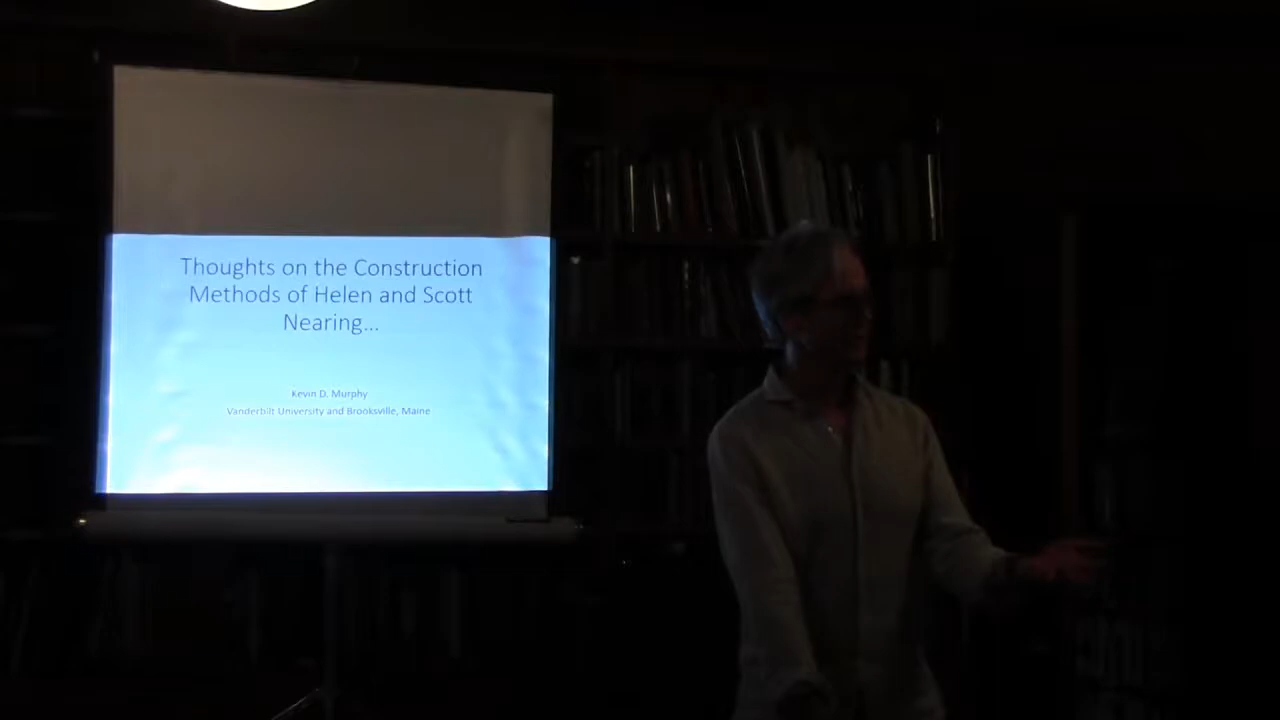 Thoughts on the Construction
Methods of Helen and Scott
Nearing...
Kevin D. Murphy
Vanderbilt University and Brooksville, Maine